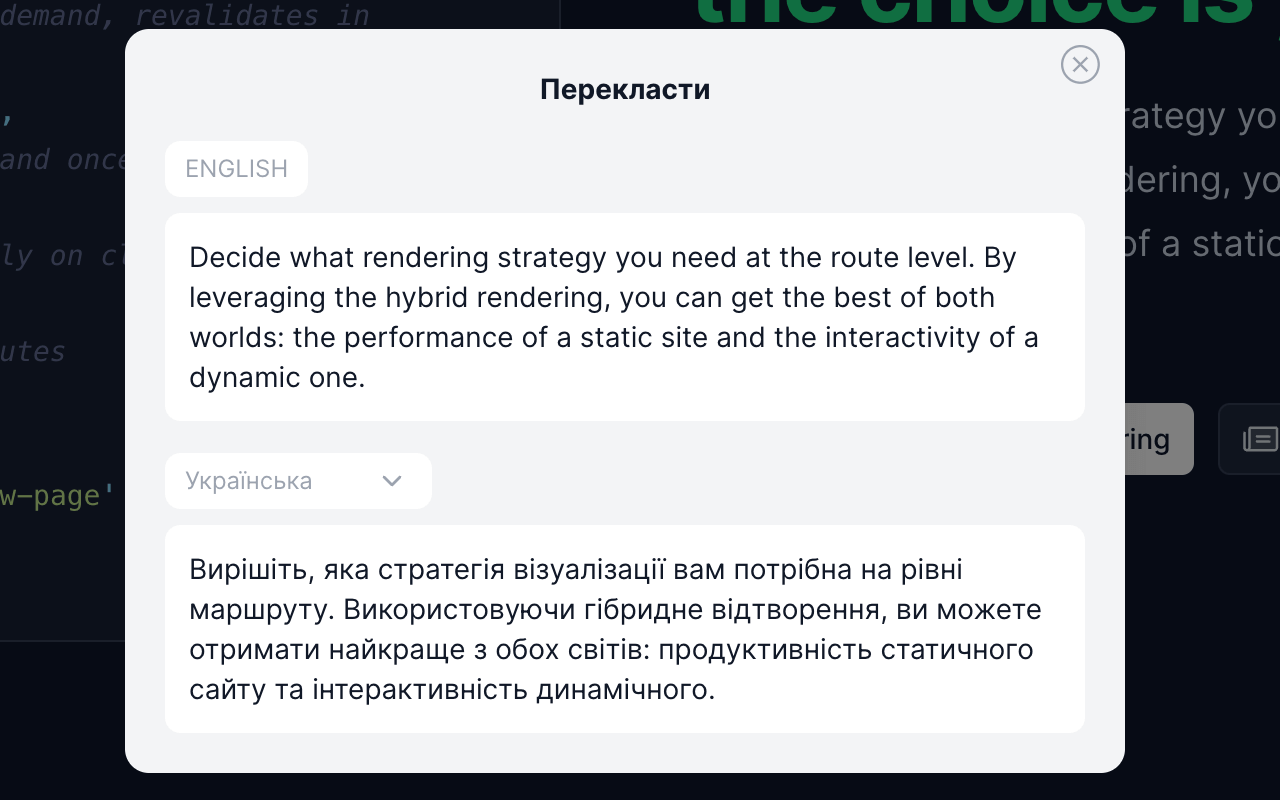 demand, revalidates in
the choice is
Перекласти
,
rategy yo
ENGLISH
and once
dering, yo
Decide what rendering strategy you need at the route level. By
leveraging the hybrid rendering, you can get the best of both
worlds: the performance of a static site and the interactivity of a
dynamic one.
ly on cl
of a static
utes
ring
Українська
w-page'
Вирішіть, яка стратегія візуалізації вам потрібна на рівні
маршруту. Використовуючи гібридне відтворення, ви можете
отримати найкраще з обох світів: продуктивність статичного
сайту та інтерактивність динамічного.